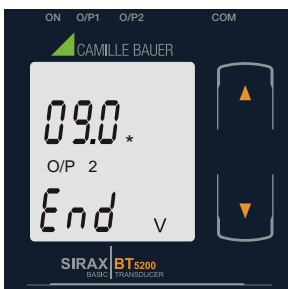 ON O/P1 O/P2 COM
CAMILLE BAUER
09.0 *
O/P 2
End V
SIRAX BT5200
BASIC TRANSDUCER